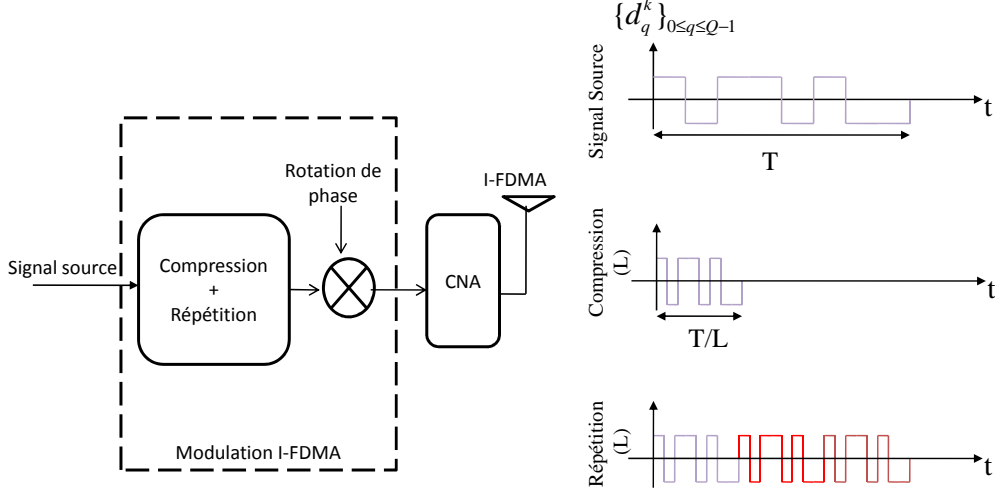 Signal source
Compression
+
Répétition
Rotation de
phase
CNA
I-FDMA
Modulation I-FDMA
{d_q^k}_{0≤q≤Q−1}
Signal Source
t
T
Compression
(L)
t
T/L
Répétition
(L)
t